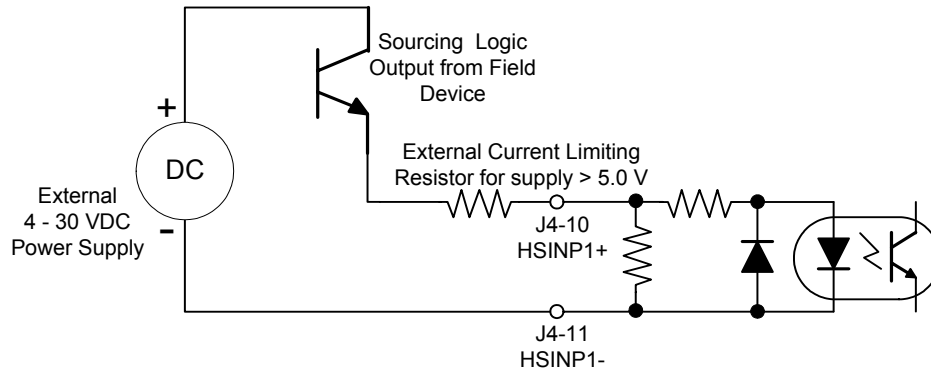 Sourcing Logic
Output from Field
Device
+
DC
External Current Limiting
Resistor for supply > 5.0 V
External
4 - 30 VDC
Power Supply
-
J4-10
HSINP1+
J4-11
HSINP1-